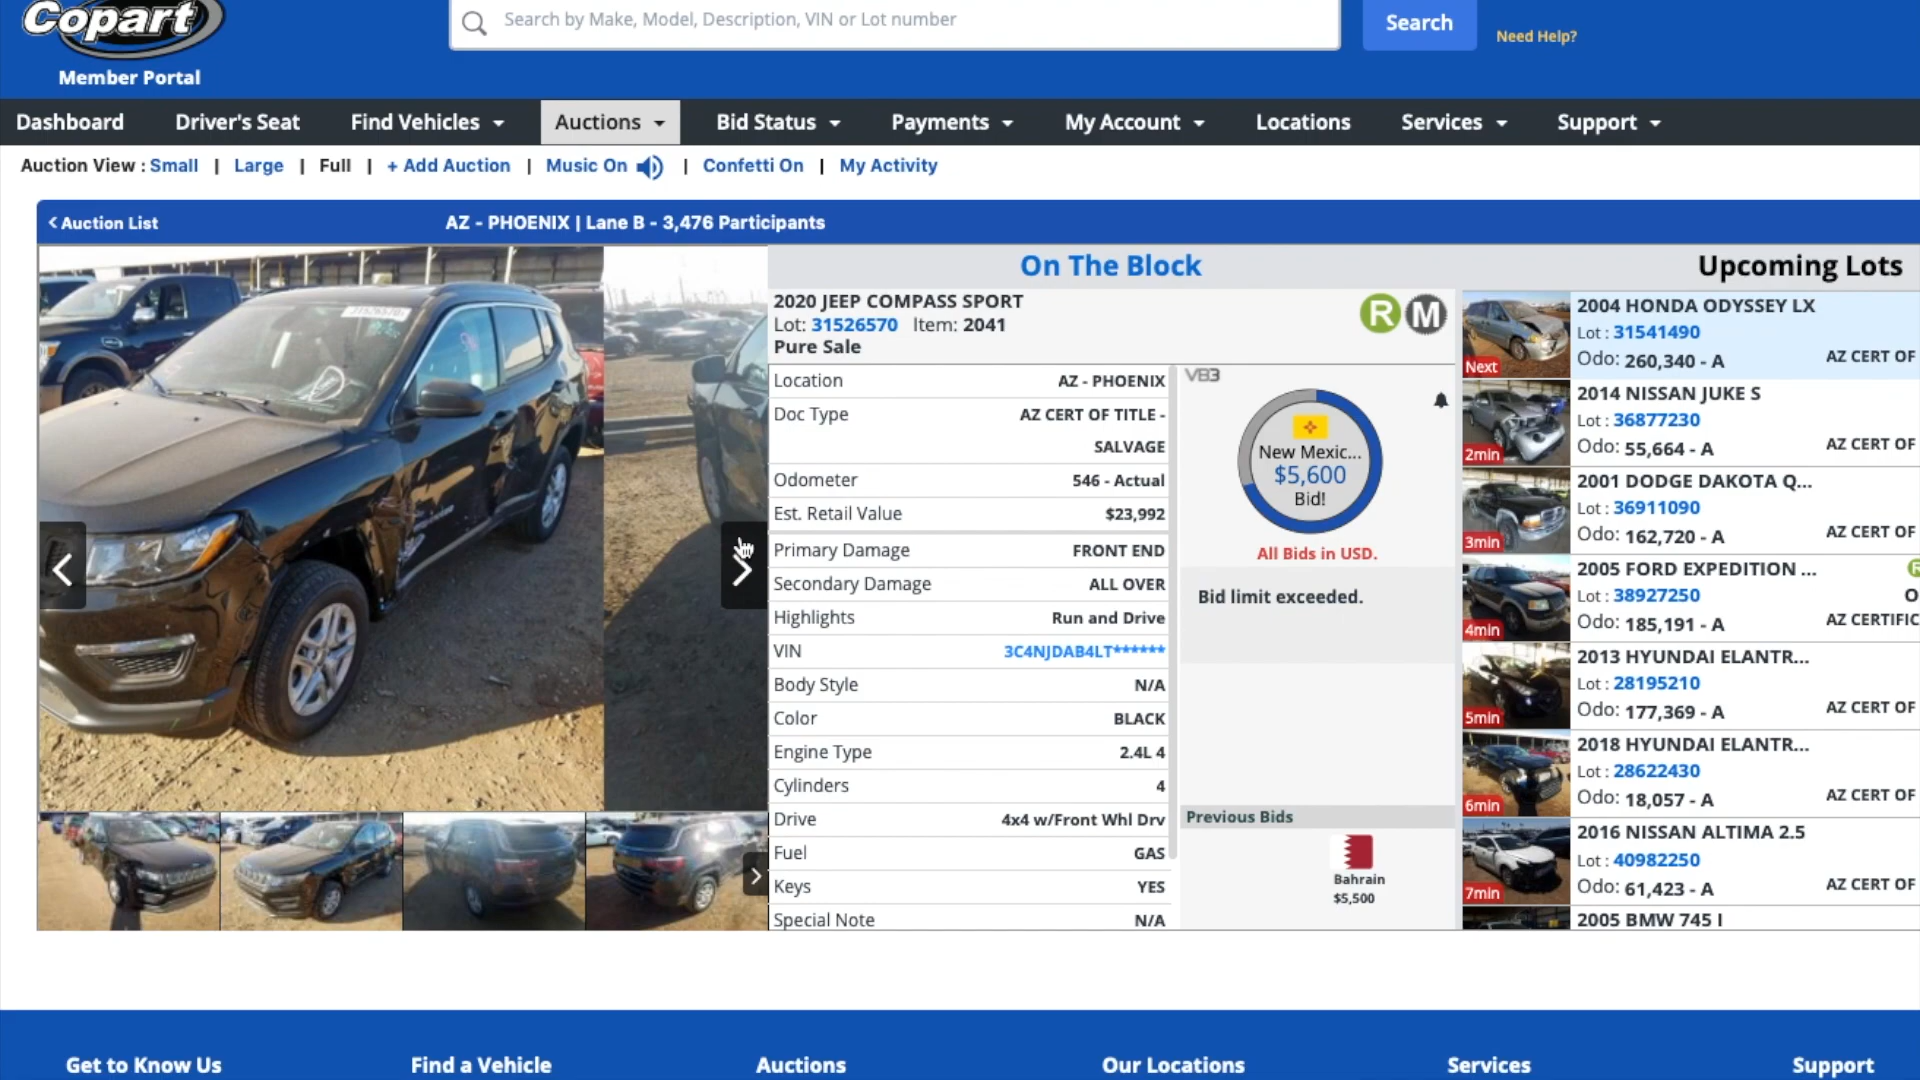 Copart
Member Portal
Search by Make, Model, Description, VIN or Lot number
Search
Need Help?
Dashboard
Driver's Seat
Find Vehicles
Auctions
Bid Status
Payments
My Account
Locations
Services
Support
Auction View : Small | Large | Full | + Add Auction | Music On | Confetti On | My Activity
< Auction List
AZ - PHOENIX | Lane B - 3,476 Participants
On The Block
2020 JEEP COMPASS SPORT
Lot: 31526570 Item: 2041
Pure Sale
R M
Location AZ - PHOENIX
Doc Type AZ CERT OF TITLE -
SALVAGE
Odometer 546 - Actual
Est. Retail Value $23,992
Primary Damage FRONT END
Secondary Damage ALL OVER
Highlights Run and Drive
VIN 3C4NJDAB4LT******
Body Style N/A
Color BLACK
Engine Type 2.4L 4
Cylinders 4
Drive 4x4 w/Front Whl Drv
Fuel GAS
Keys YES
Special Note N/A
VB3
New Mexic...
$5,600
Bid!
All Bids in USD.
Bid limit exceeded.
Previous Bids
Bahrain
$5,500
Upcoming Lots
2004 HONDA ODYSSEY LX
Lot : 31541490
Odo: 260,340 - A AZ CERT OF
Next
2014 NISSAN JUKE S
Lot : 36877230
Odo: 55,664 - A AZ CERT OF
2min
2001 DODGE DAKOTA Q...
Lot : 36911090
Odo: 162,720 - A AZ CERT OF
3min
2005 FORD EXPEDITION ...
Lot : 38927250
Odo: 185,191 - A AZ CERTIFIC
4min
2013 HYUNDAI ELANTR...
Lot : 28195210
Odo: 177,369 - A AZ CERT OF
5min
2018 HYUNDAI ELANTR...
Lot : 28622430
Odo: 18,057 - A AZ CERT OF
6min
2016 NISSAN ALTIMA 2.5
Lot : 40982250
Odo: 61,423 - A AZ CERT OF
7min
2005 BMW 745 I
Get to Know Us
Find a Vehicle
Auctions
Our Locations
Services
Support